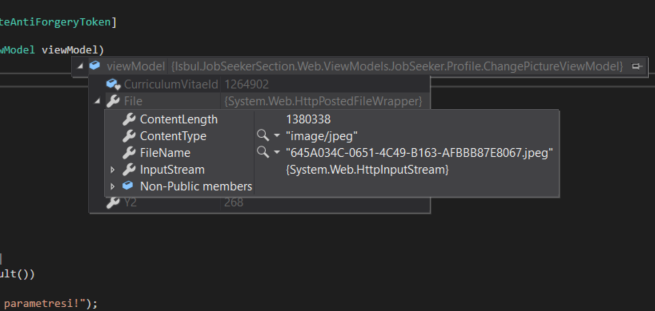 teAntiForgeryToken]
wModel viewModel)
viewModel {Isbul.JobSeekerSection.Web.ViewModels.JobSeeker.Profile.ChangePictureViewModel}
CurriculumVitaeId 1264902
File {System.Web.HttpPostedFileWrapper}
ContentLength 1380338
ContentType "image/jpeg"
FileName "645A034C-0651-4C49-B163-AFBBB87E8067.jpeg"
InputStream {System.Web.HttpInputStream}
Non-Public members
Y2 268
ult())
parametresi!");